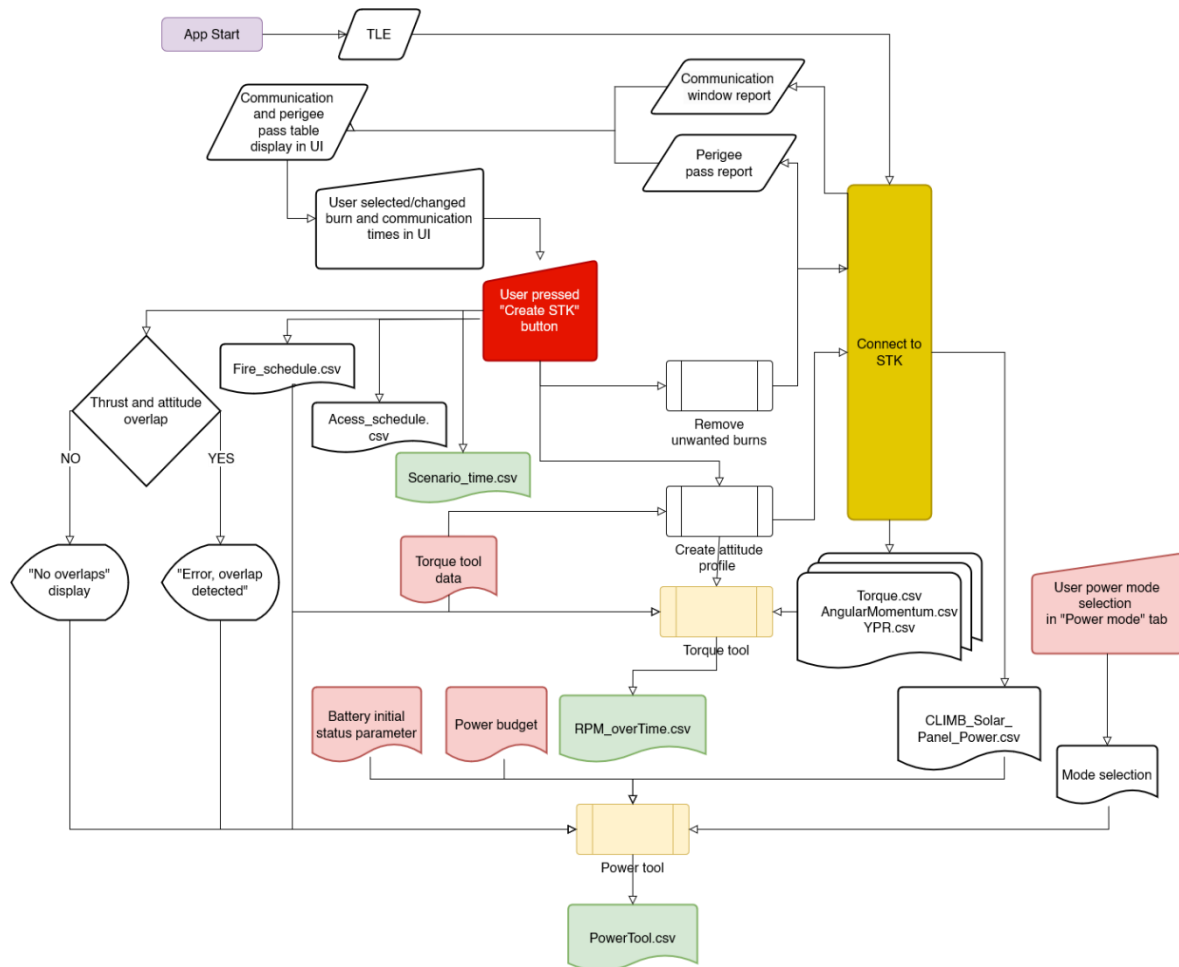 App Start
TLE
Communication
and perigee
pass table
display in UI
Communication
window report
Perigee
pass report
User selected/changed
burn and communication
times in UI
User pressed
"Create STK"
button
Connect to
STK
Fire_schedule.csv
Thrust and attitude
overlap
Acess_schedule.
csv
Remove
unwanted burns
NO
YES
Scenario_time.csv
"No overlaps"
display
"Error, overlap
detected"
Torque tool
data
Create attitude
profile
Torque.csv
AngularMomentum.csv
YPR.csv
User power mode
selection
in "Power mode" tab
Torque tool
Battery initial
status parameter
Power budget
RPM_overTime.csv
CLIMB_Solar_
Panel_Power.csv
Mode selection
Power tool
PowerTool.csv